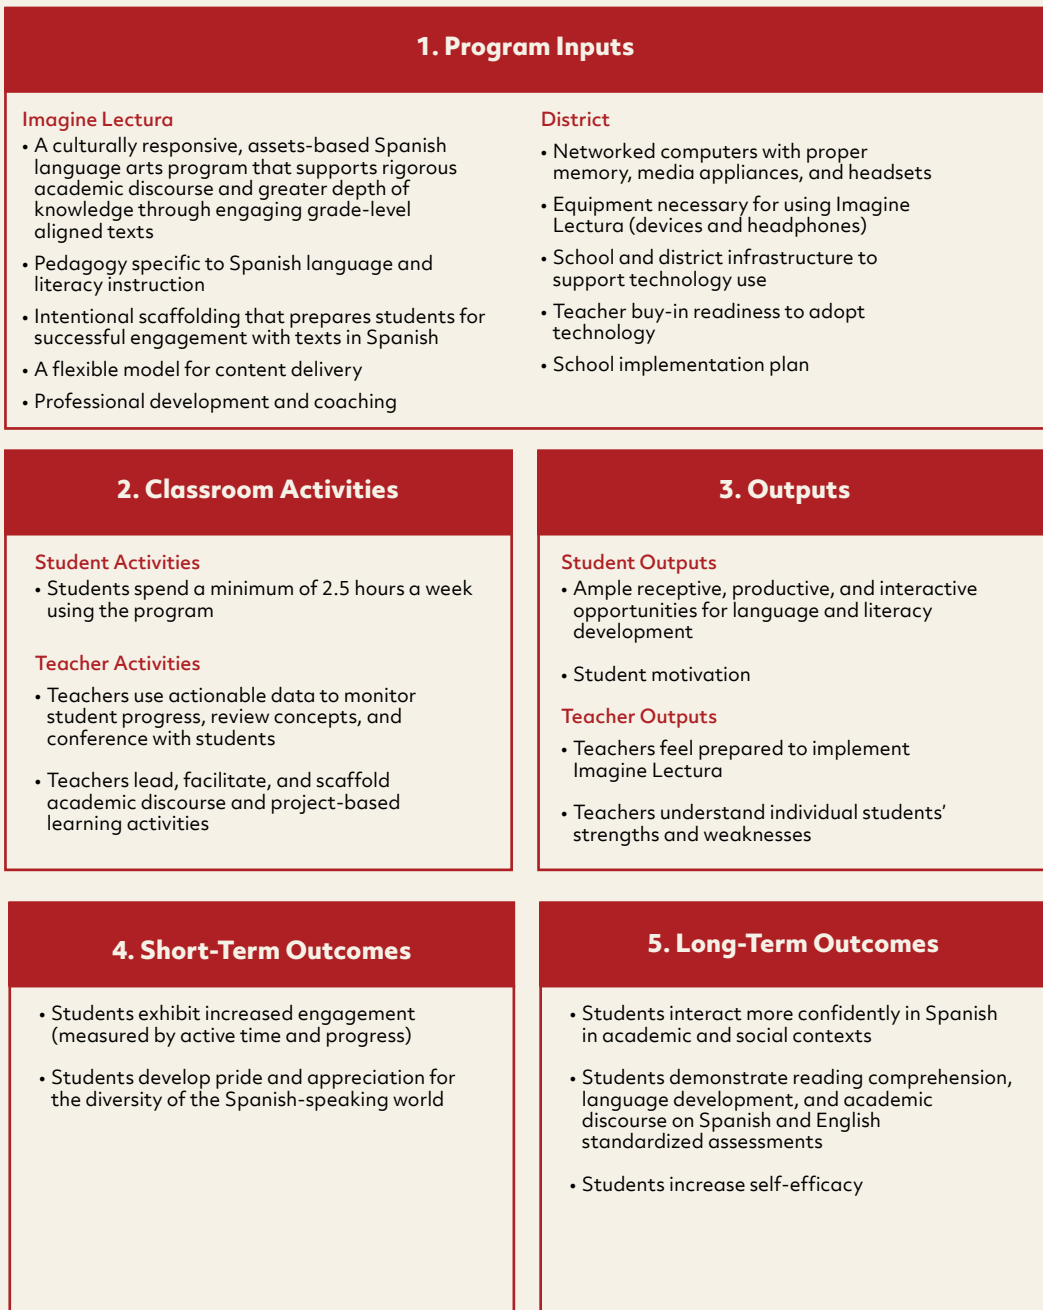 1. Program Inputs
Imagine Lectura
• A culturally responsive, assets-based Spanish
language arts program that supports rigorous
academic discourse and greater depth of
knowledge through engaging grade-level
aligned texts
• Pedagogy specific to Spanish language and
literacy instruction
• Intentional scaffolding that prepares students for
successful engagement with texts in Spanish
• A flexible model for content delivery
• Professional development and coaching
District
• Networked computers with proper
memory, media appliances, and headsets
• Equipment necessary for using Imagine
Lectura (devices and headphones)
• School and district infrastructure to
support technology use
• Teacher buy-in readiness to adopt
technology
• School implementation plan
2. Classroom Activities
Student Activities
• Students spend a minimum of 2.5 hours a week
using the program
Teacher Activities
• Teachers use actionable data to monitor
student progress, review concepts, and
conference with students
• Teachers lead, facilitate, and scaffold
academic discourse and project-based
learning activities
3. Outputs
Student Outputs
• Ample receptive, productive, and interactive
opportunities for language and literacy
development
• Student motivation
Teacher Outputs
• Teachers feel prepared to implement
Imagine Lectura
• Teachers understand individual students’
strengths and weaknesses
4. Short-Term Outcomes
• Students exhibit increased engagement
(measured by active time and progress)
• Students develop pride and appreciation for
the diversity of the Spanish-speaking world
5. Long-Term Outcomes
• Students interact more confidently in Spanish
in academic and social contexts
• Students demonstrate reading comprehension,
language development, and academic
discourse on Spanish and English
standardized assessments
• Students increase self-efficacy